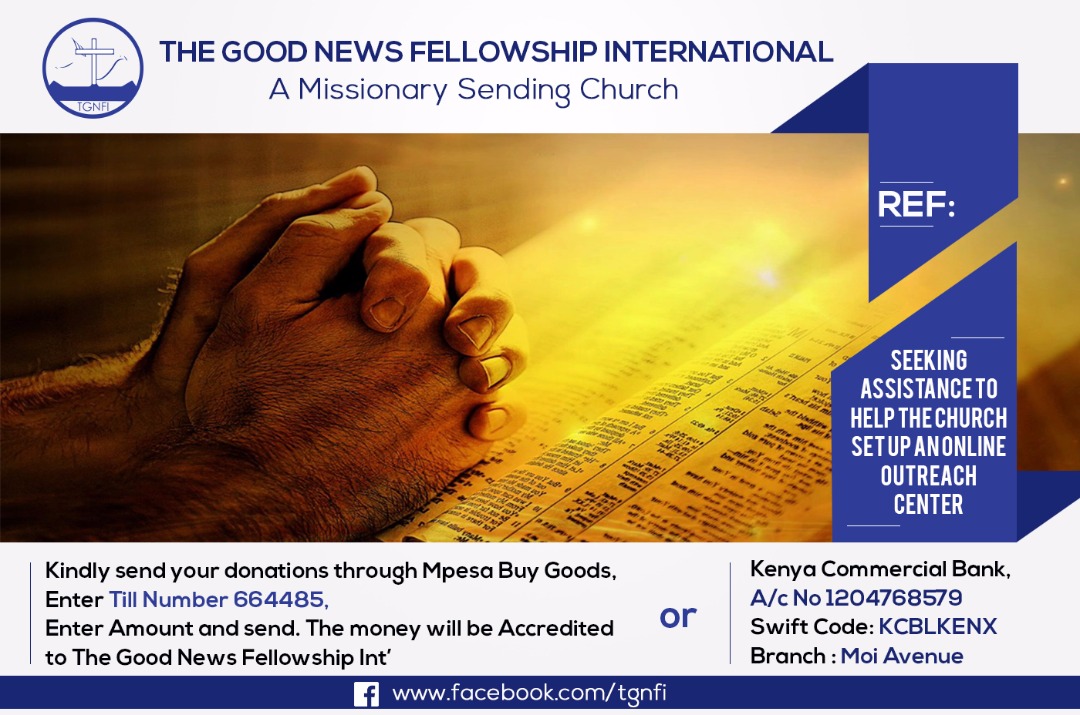 TGNFI
THE GOOD NEWS FELLOWSHIP INTERNATIONAL
A Missionary Sending Church
REF:
SEEKING
ASSISTANCE TO
HELP THE CHURCH
SET UP AN ONLINE
OUTREACH
CENTER
Kindly send your donations through Mpesa Buy Goods,
Enter Till Number 664485,
Enter Amount and send. The money will be Accredited
to The Good News Fellowship Int'
or
Kenya Commercial Bank,
A/c No 1204768579
Swift Code: KCBLKENX
Branch : Moi Avenue
www.facebook.com/tgnfi